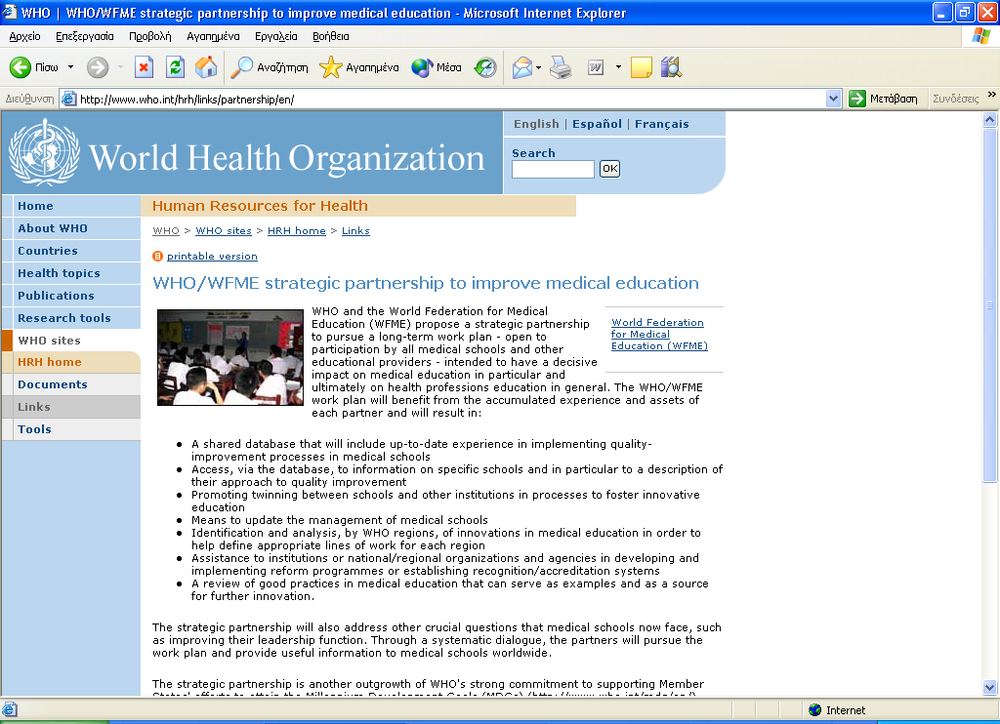 WHO | WHO/WFME strategic partnership to improve medical education - Microsoft Internet Explorer
Αρχείο Επεξεργασία Προβολή Αγαπημένα Εργαλεία Βοήθεια
Πίσω Αναζήτηση Αγαπημένα Μέσα
Διεύθυνση http://www.who.int/hrh/links/partnership/en/ Μετάβαση Συνδέσεις »
World Health Organization
English | Español | Français
Search
OK
Home
About WHO
Countries
Health topics
Publications
Research tools
WHO sites
HRH home
Documents
Links
Tools
Human Resources for Health
WHO > WHO sites > HRH home > Links
printable version
WHO/WFME strategic partnership to improve medical education
WHO and the World Federation for Medical
Education (WFME) propose a strategic partnership
to pursue a long-term work plan - open to
participation by all medical schools and other
educational providers - intended to have a decisive
impact on medical education in particular and
ultimately on health professions education in general. The WHO/WFME
work plan will benefit from the accumulated experience and assets of
each partner and will result in:
World Federation
for Medical
Education (WFME)
• A shared database that will include up-to-date experience in implementing quality-
improvement processes in medical schools
• Access, via the database, to information on specific schools and in particular to a description of
their approach to quality improvement
• Promoting twinning between schools and other institutions in processes to foster innovative
education
• Means to update the management of medical schools
• Identification and analysis, by WHO regions, of innovations in medical education in order to
help define appropriate lines of work for each region
• Assistance to institutions or national/regional organizations and agencies in developing and
implementing reform programmes or establishing recognition/accreditation systems
• A review of good practices in medical education that can serve as examples and as a source
for further innovation.
The strategic partnership will also address other crucial questions that medical schools now face, such
as improving their leadership function. Through a systematic dialogue, the partners will pursue the
work plan and provide useful information to medical schools worldwide.
The strategic partnership is another outgrowth of WHO's strong commitment to supporting Member
States' efforts to attain the Millennium Development Goals (MDGs) (http://www.who.int/mdg/en/).
Internet